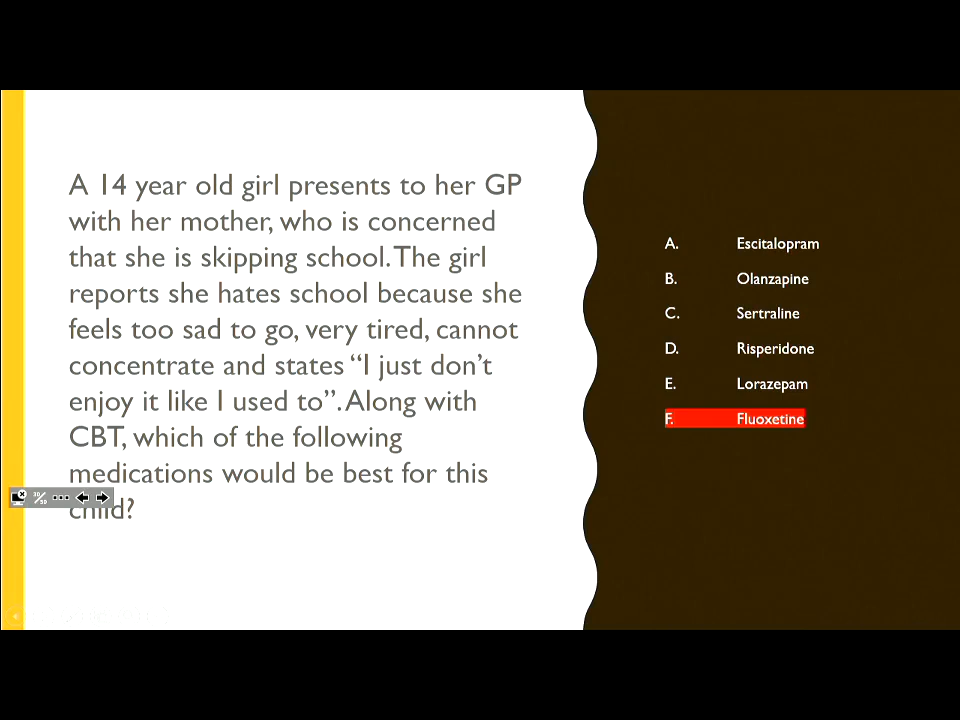 A 14 year old girl presents to her GP
with her mother, who is concerned
that she is skipping school. The girl
reports she hates school because she
feels too sad to go, very tired, cannot
concentrate and states “I just don’t
enjoy it like I used to”. Along with
CBT, which of the following
medications would be best for this
child?
A. Escitalopram
B. Olanzapine
C. Sertraline
D. Risperidone
E. Lorazepam
F. Fluoxetine